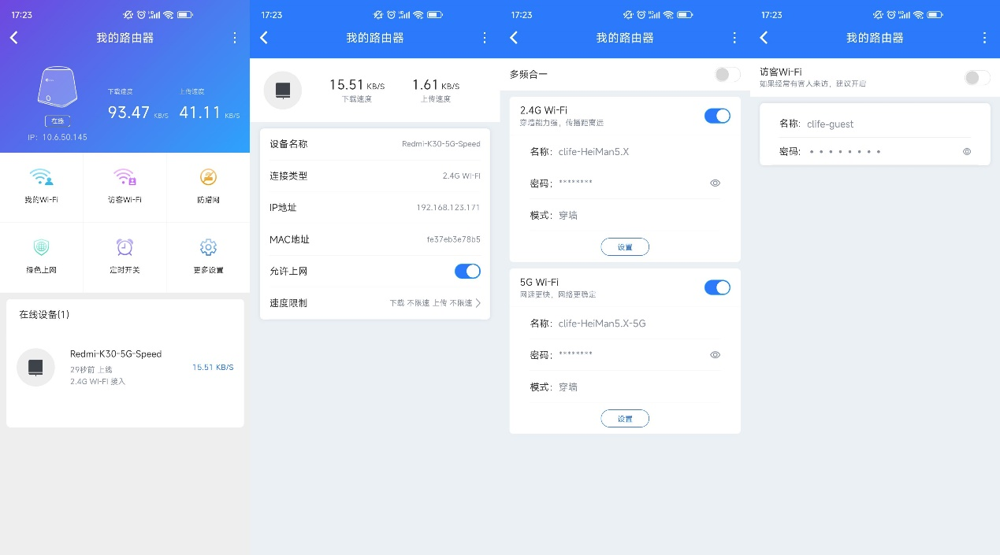 17:23
我的路由器
下载速度
上传速度
93.47 KB/S
41.11 KB/S
在线
IP: 10.6.50.145
我的Wi-Fi
访客Wi-Fi
防蹭网
绿色上网
定时开关
更多设置
在线设备(1)
Redmi-K30-5G-Speed
29秒前 上线
2.4G WI-FI 接入
15.51 KB/S
17:23
我的路由器
15.51 KB/S
1.61 KB/S
下载速度
上传速度
设备名称 Redmi-K30-5G-Speed
连接类型 2.4G WI-FI
IP地址 192.168.123.171
MAC地址 fe37eb3e78b5
允许上网
速度限制 下载 不限速 上传 不限速
17:23
我的路由器
多频合一
2.4G Wi-Fi
穿墙能力强，传播距离远
名称: clife-HeiMan5.X
密码: ********
模式: 穿墙
设置
5G Wi-Fi
网速更快，网络更稳定
名称: clife-HeiMan5.X-5G
密码: ********
模式: 穿墙
设置
17:23
我的路由器
访客Wi-Fi
如果经常有客人来访，建议开启
名称: clife-guest
密码: • • • • • • • •